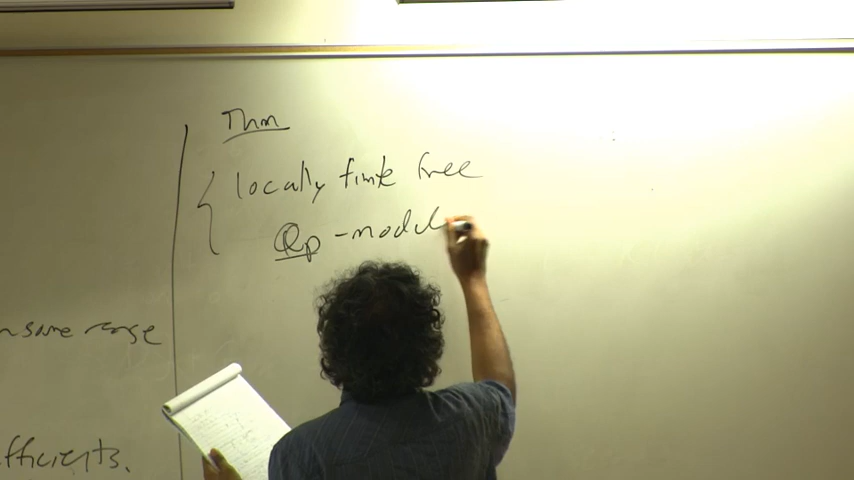 n same range
fficients.
Thm
{ locally finite free
Qp-modul